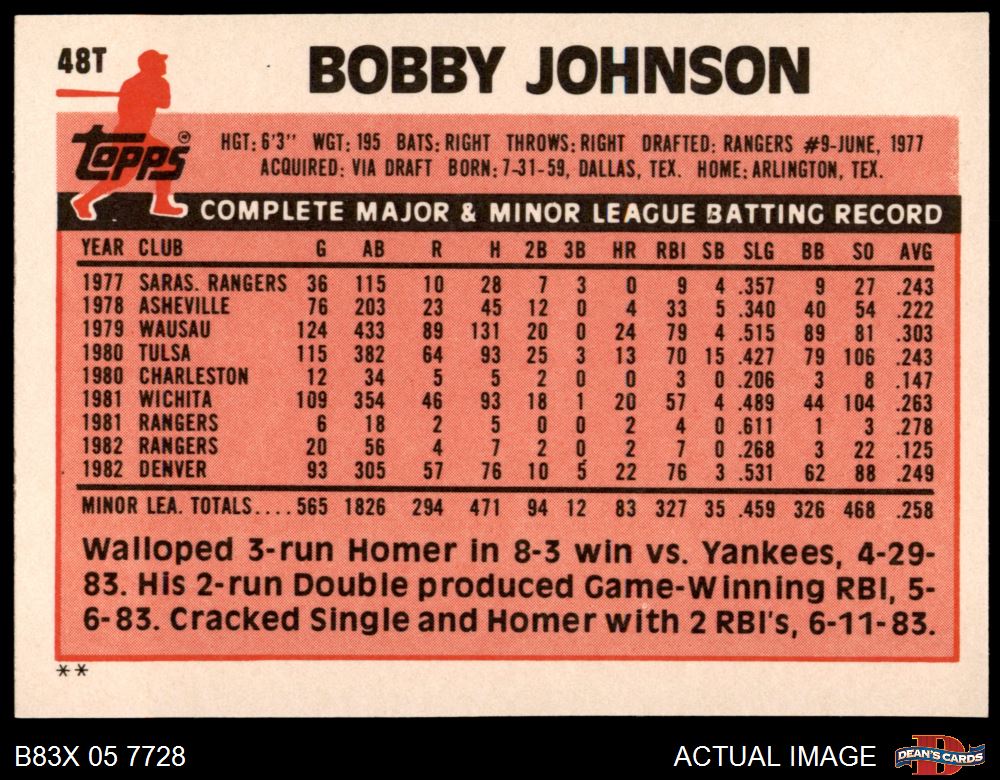 48T
BOBBY JOHNSON
Topps®
HGT: 6'3" WGT: 195 BATS: RIGHT THROWS: RIGHT DRAFTED: RANGERS #9-JUNE, 1977
ACQUIRED: VIA DRAFT BORN: 7-31-59, DALLAS, TEX. HOME: ARLINGTON, TEX.
COMPLETE MAJOR & MINOR LEAGUE BATTING RECORD
YEAR CLUB G AB R H 2B 3B HR RBI SB SLG BB SO AVG
1977 SARAS. RANGERS 36 115 10 28 7 3 0 9 4 .357 9 27 .243
1978 ASHEVILLE 76 203 23 45 12 0 4 33 5 .340 40 54 .222
1979 WAUSAU 124 433 89 131 20 0 24 79 4 .515 89 81 .303
1980 TULSA 115 382 64 93 25 3 13 70 15 .427 79 106 .243
1980 CHARLESTON 12 34 5 5 2 0 0 3 0 .206 3 8 .147
1981 WICHITA 109 354 46 93 18 1 20 57 4 .489 44 104 .263
1981 RANGERS 6 18 2 5 0 0 2 4 0 .611 1 3 .278
1982 RANGERS 20 56 4 7 2 0 2 7 0 .268 3 22 .125
1982 DENVER 93 305 57 76 10 5 22 76 3 .531 62 88 .249
MINOR LEA. TOTALS.... 565 1826 294 471 94 12 83 327 35 .459 326 468 .258
Walloped 3-run Homer in 8-3 win vs. Yankees, 4-29-
83. His 2-run Double produced Game-Winning RBI, 5-
6-83. Cracked Single and Homer with 2 RBI's, 6-11-83.
**
B83X 05 7728
ACTUAL IMAGE
DEAN'S CARDS